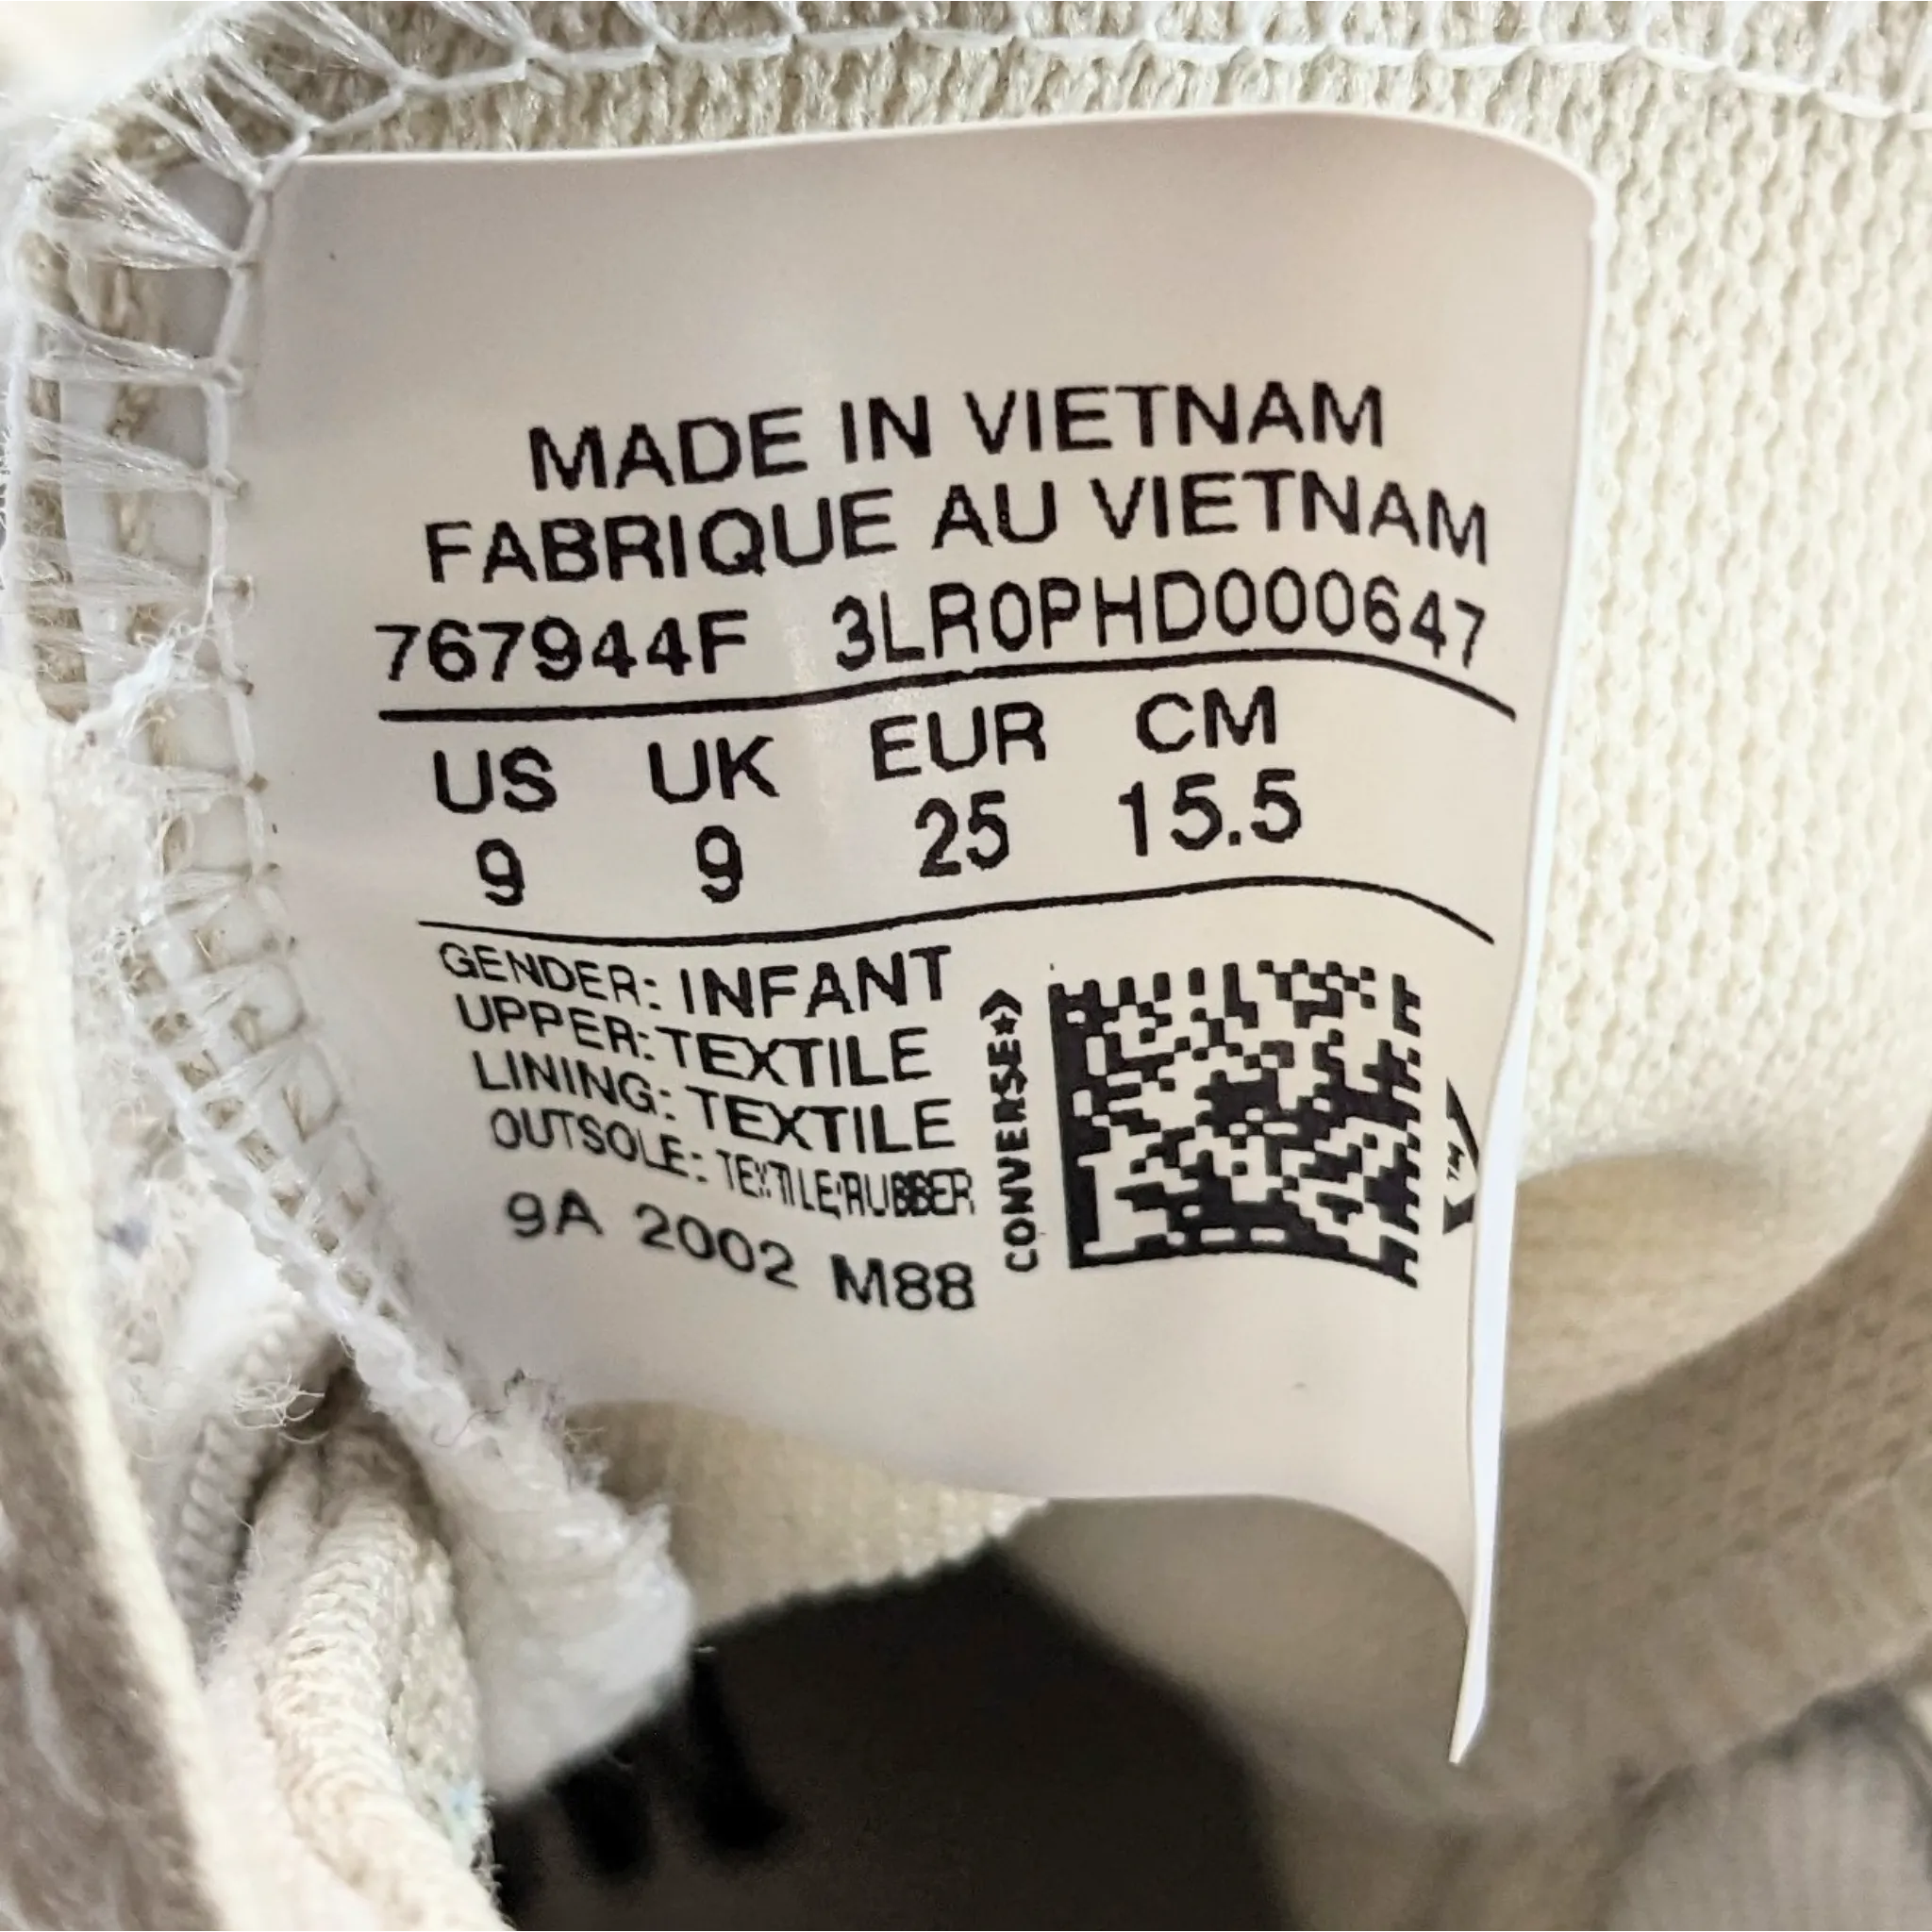 MADE IN VIETNAM
FABRIQUE AU VIETNAM
767944F 3LR0PHD000647
US UK EUR CM
9 9 25 15.5
GENDER: INFANT
UPPER: TEXTILE
LINING: TEXTILE
OUTSOLE: TEXTILE/RUBBER
9A 2002 M88
CONVERSE
TM